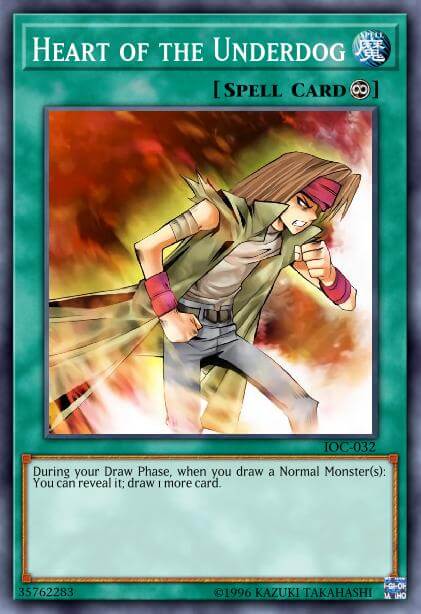 HEART OF THE UNDERDOG
SPELL
魔
[SPELL CARD]
IOC-032
During your Draw Phase, when you draw a Normal Monster(s):
You can reveal it; draw 1 more card.
35762283
©1996 KAZUKI TAKAHASHI